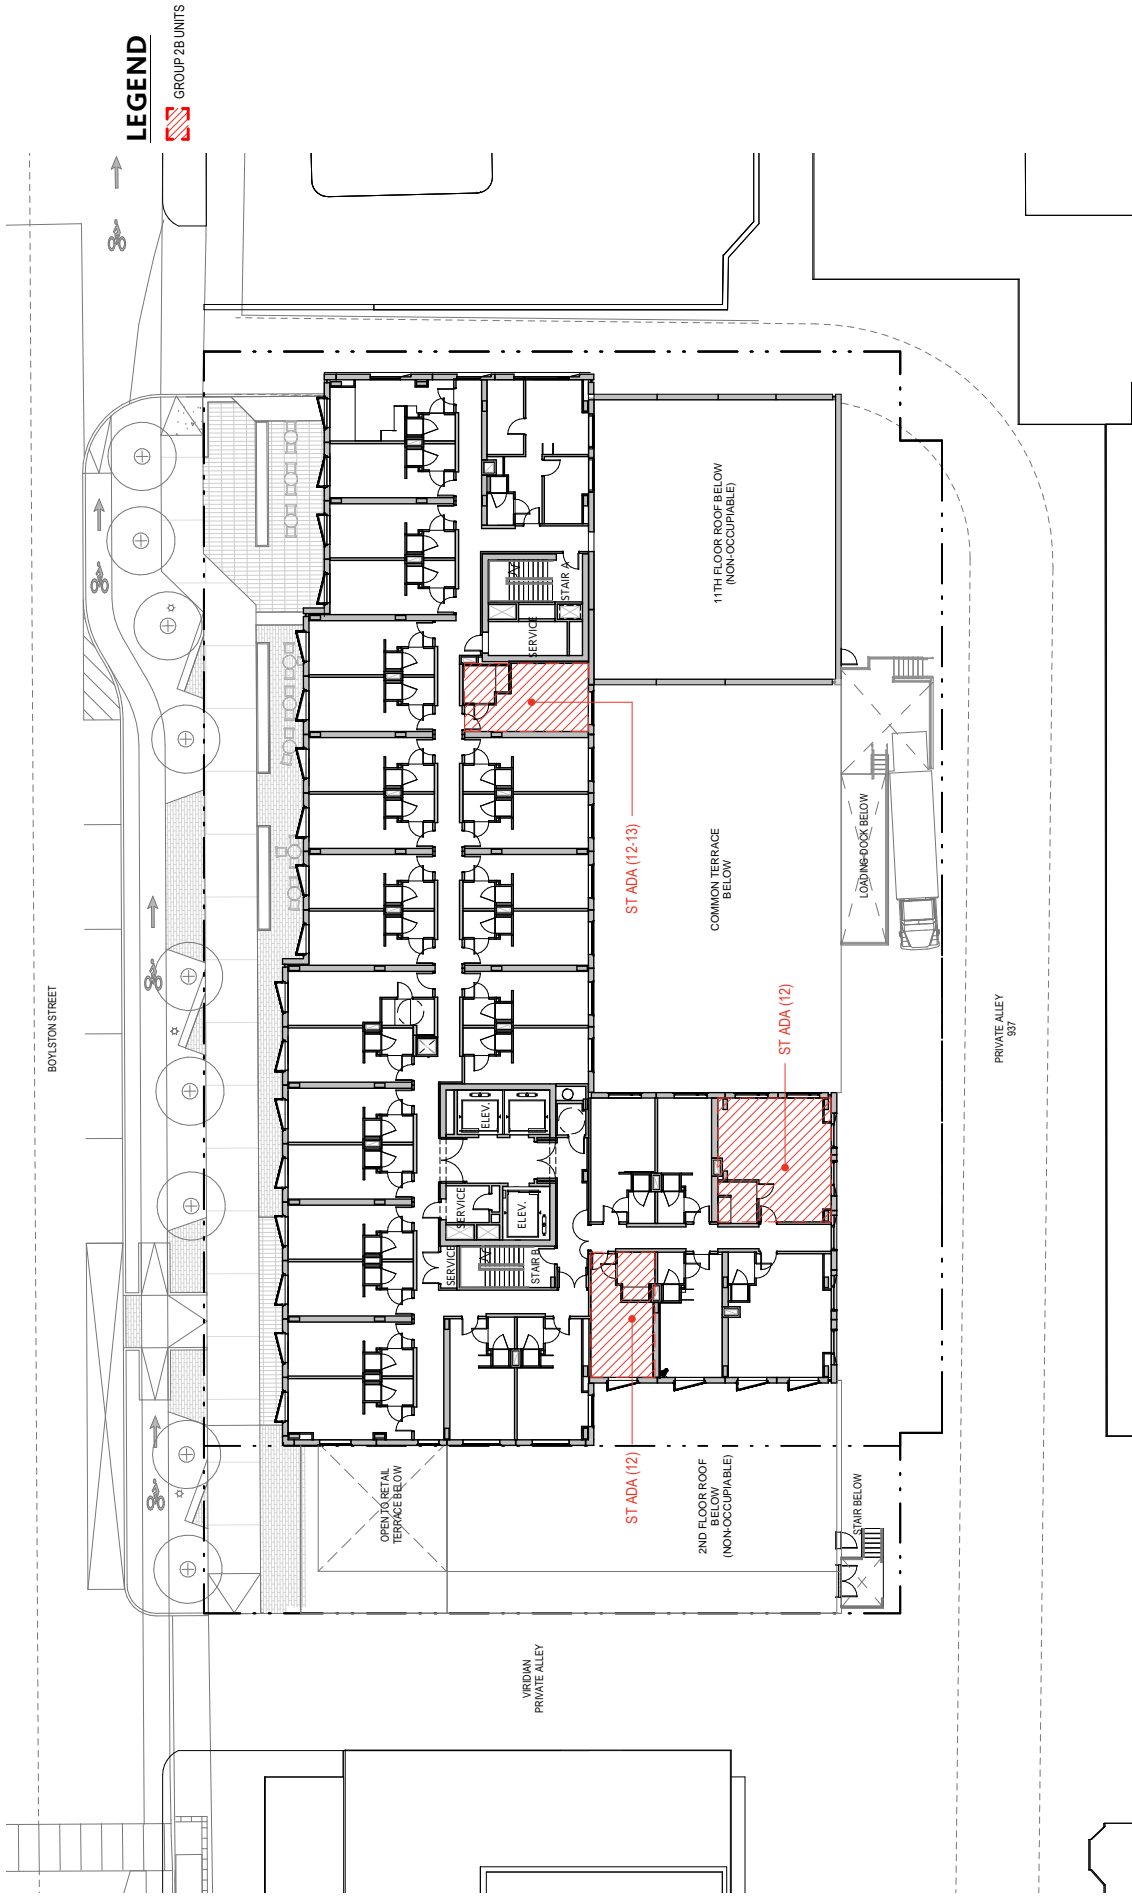 LEGEND
GROUP 2B UNITS
BOYLSTON STREET
STAIR A
SERVICE
11TH FLOOR ROOF BELOW
(NON-OCCUPIABLE)
ST ADA (12-13)
COMMON TERRACE
BELOW
LOADING DOCK BELOW
ST ADA (12)
PRIVATE ALLEY
937
ELEV.
SERVICE
ELEV.
SERVICE
STAIR B
ST ADA (12)
OPEN TO RETAIL
TERRACE BELOW
2ND FLOOR ROOF
BELOW
(NON-OCCUPIABLE)
STAIR BELOW
VIRIDIAN
PRIVATE ALLEY